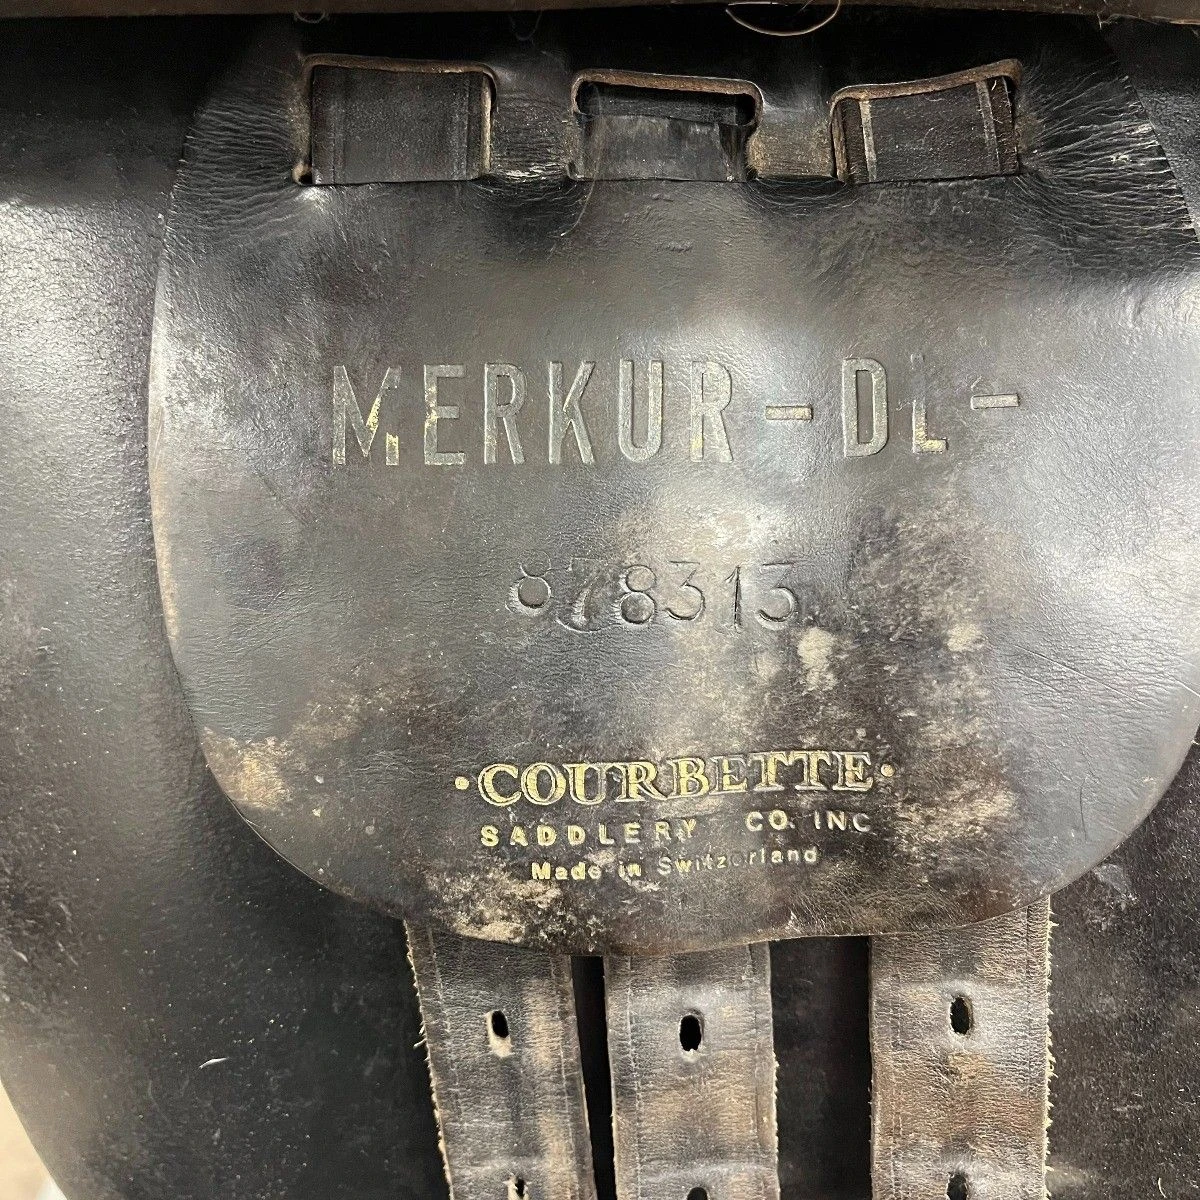 MERKUR - DL -
878313
• COURBETTE •
SADDLERY CO. INC
Made in Switzerland